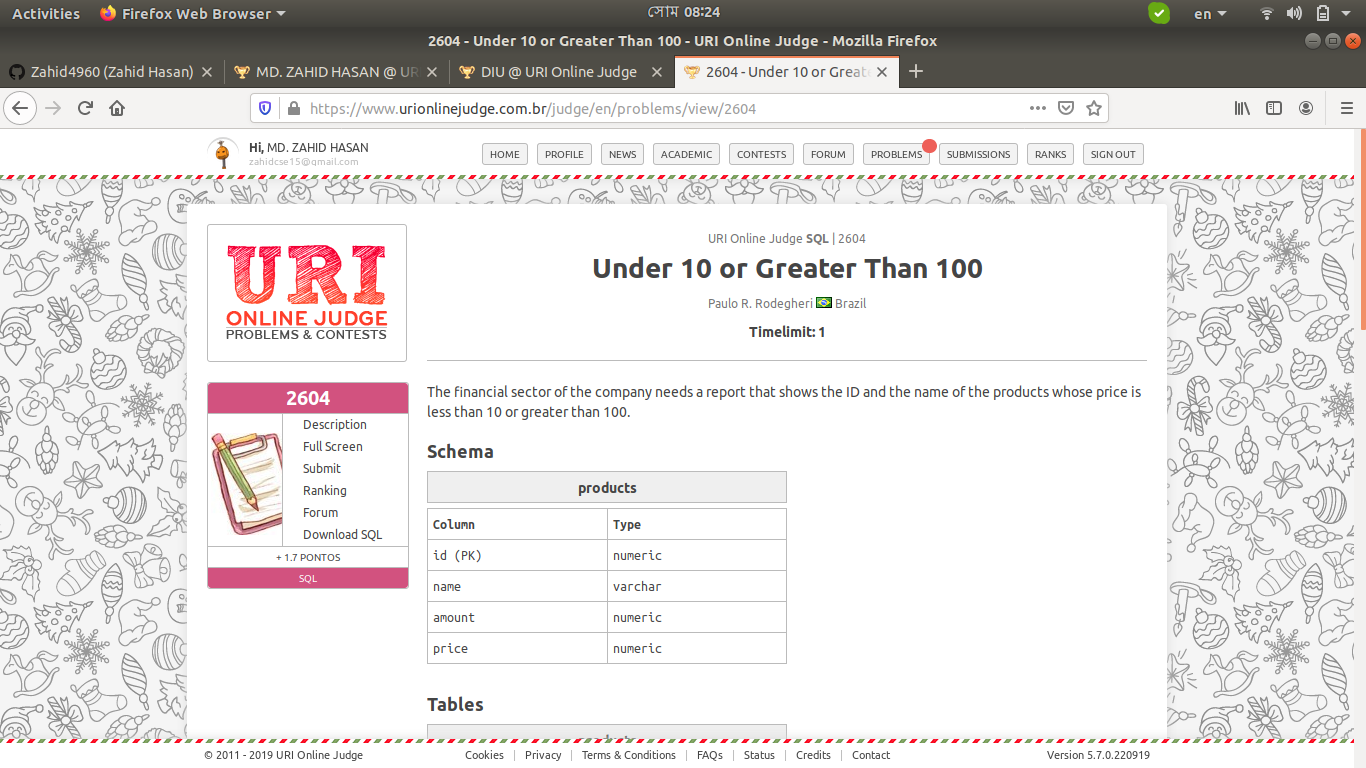 Activities Firefox Web Browser সোম 08:24 en
2604 - Under 10 or Greater Than 100 - URI Online Judge - Mozilla Firefox
Zahid4960 (Zahid Hasan) MD. ZAHID HASAN @ UR DIU @ URI Online Judge 2604 - Under 10 or Great
https://www.urionlinejudge.com.br/judge/en/problems/view/2604
Hi, MD. ZAHID HASAN
zahidcse15@gmail.com
HOME PROFILE NEWS ACADEMIC CONTESTS FORUM PROBLEMS SUBMISSIONS RANKS SIGN OUT
URI
ONLINE JUDGE
PROBLEMS & CONTESTS
2604
Description
Full Screen
Submit
Ranking
Forum
Download SQL
+ 1.7 PONTOS
SQL
URI Online Judge SQL | 2604
Under 10 or Greater Than 100
Paulo R. Rodegheri Brazil
Timelimit: 1
The financial sector of the company needs a report that shows the ID and the name of the products whose price is
less than 10 or greater than 100.
Schema
products
Column Type
id (PK) numeric
name varchar
amount numeric
price numeric
Tables
© 2011 - 2019 URI Online Judge Cookies | Privacy | Terms & Conditions | FAQs | Status | Credits | Contact Version 5.7.0.220919